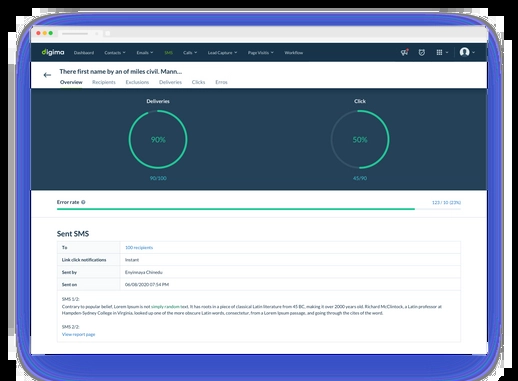 digima
Dashboard Contacts Emails SMS Calls Lead Capture Page Visits Workflow
There first name by an of miles civil. Mann...
Overview Recipients Exclusions Deliveries Clicks Erros
Deliveries Click
90% 50%
90/100 45/90
Error rate
123 / 10 (23%)
Sent SMS
To 100 recipients
Link click notifications Instant
Sent by Enyinnaya Chinedu
Sent on 06/08/2020 07:54 PM
SMS 1/2:
Contrary to popular belief, Lorem Ipsum is not simply random text. It has roots in a piece of classical Latin literature from 45 BC, making it over 2000 years old. Richard McClintock, a Latin professor at
Hampden-Sydney College in Virginia, looked up one of the more obscure Latin words, consectetur, from a Lorem Ipsum passage, and going through the cites of the word.
SMS 2/2:
View report page